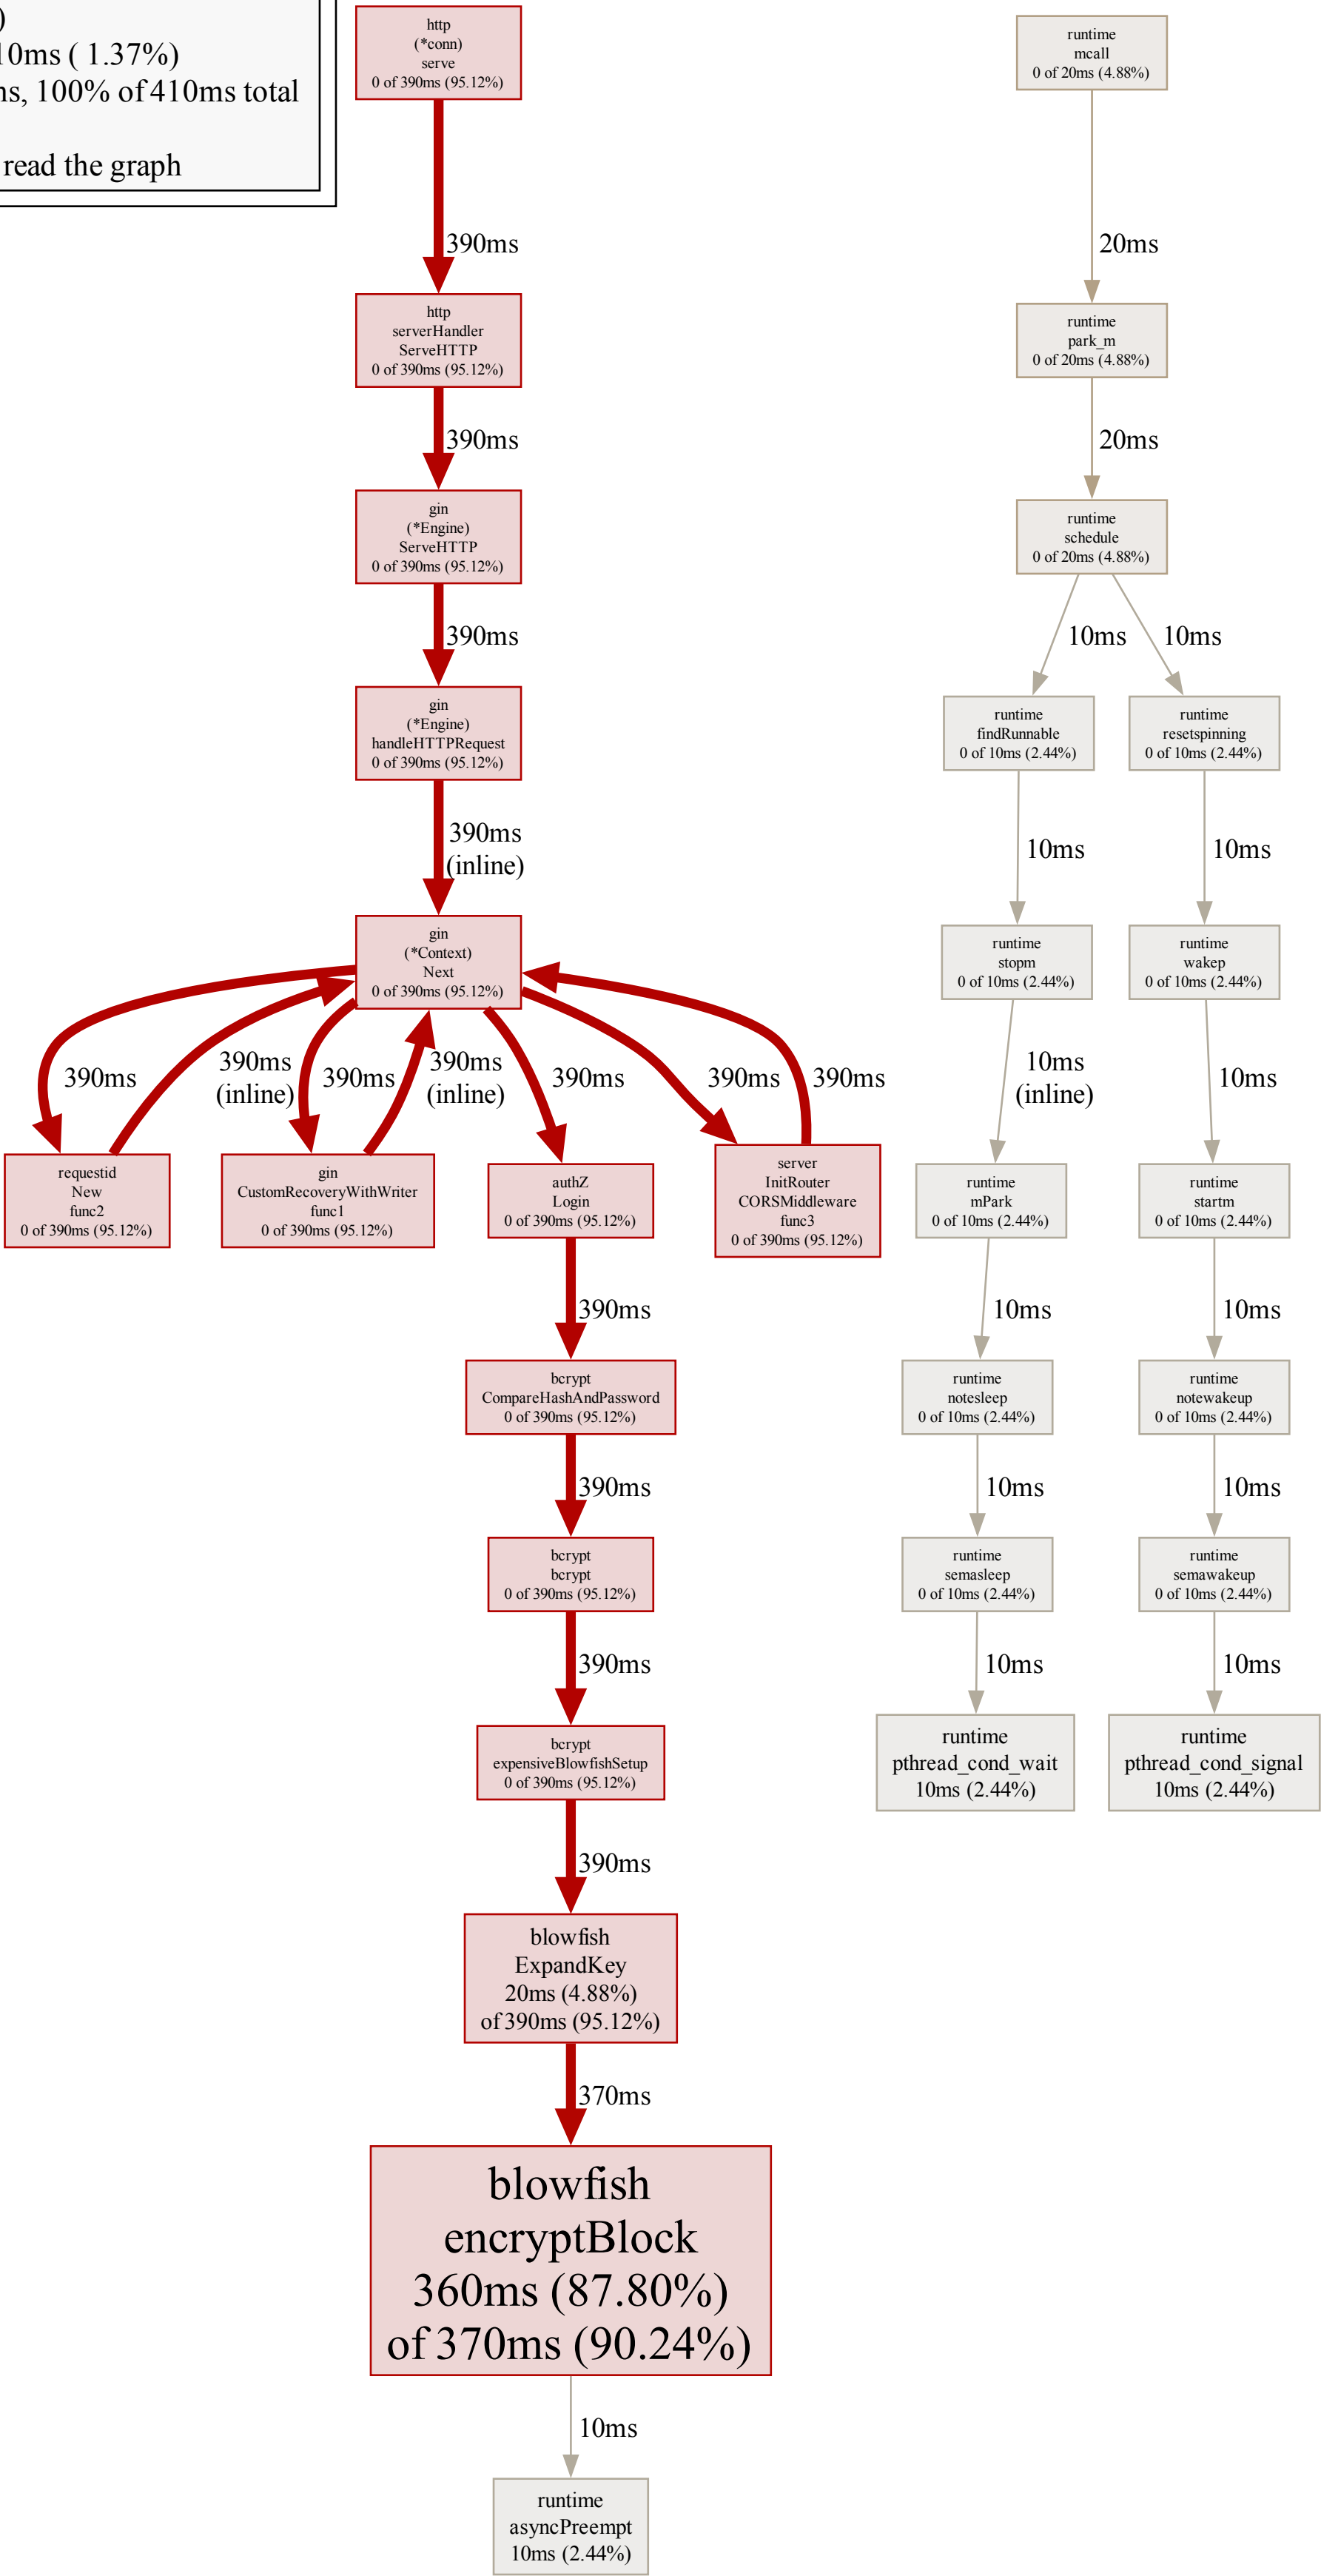 )
10ms ( 1.37%)
ns, 100% of 410ms total
read the graph
http
(*conn)
serve
0 of 390ms (95.12%)
390ms
http
serverHandler
ServeHTTP
0 of 390ms (95.12%)
390ms
gin
(*Engine)
ServeHTTP
0 of 390ms (95.12%)
390ms
gin
(*Engine)
handleHTTPRequest
0 of 390ms (95.12%)
390ms
(inline)
gin
(*Context)
Next
0 of 390ms (95.12%)
390ms
390ms
(inline)
390ms
390ms
(inline)
390ms
390ms
390ms
requestid
New
func2
0 of 390ms (95.12%)
gin
CustomRecoveryWithWriter
func1
0 of 390ms (95.12%)
authZ
Login
0 of 390ms (95.12%)
server
InitRouter
CORSMiddleware
func3
0 of 390ms (95.12%)
390ms
bcrypt
CompareHashAndPassword
0 of 390ms (95.12%)
390ms
bcrypt
bcrypt
0 of 390ms (95.12%)
390ms
bcrypt
expensiveBlowfishSetup
0 of 390ms (95.12%)
390ms
blowfish
ExpandKey
20ms (4.88%)
of 390ms (95.12%)
370ms
blowfish
encryptBlock
360ms (87.80%)
of 370ms (90.24%)
10ms
runtime
asyncPreempt
10ms (2.44%)
runtime
mcall
0 of 20ms (4.88%)
20ms
runtime
park_m
0 of 20ms (4.88%)
20ms
runtime
schedule
0 of 20ms (4.88%)
10ms
10ms
runtime
findRunnable
0 of 10ms (2.44%)
10ms
runtime
stopm
0 of 10ms (2.44%)
10ms
(inline)
runtime
mPark
0 of 10ms (2.44%)
10ms
runtime
notesleep
0 of 10ms (2.44%)
10ms
runtime
semasleep
0 of 10ms (2.44%)
10ms
runtime
pthread_cond_wait
10ms (2.44%)
runtime
resetspinning
0 of 10ms (2.44%)
10ms
runtime
wakep
0 of 10ms (2.44%)
10ms
runtime
startm
0 of 10ms (2.44%)
10ms
runtime
notewakeup
0 of 10ms (2.44%)
10ms
runtime
semawakeup
0 of 10ms (2.44%)
10ms
runtime
pthread_cond_signal
10ms (2.44%)